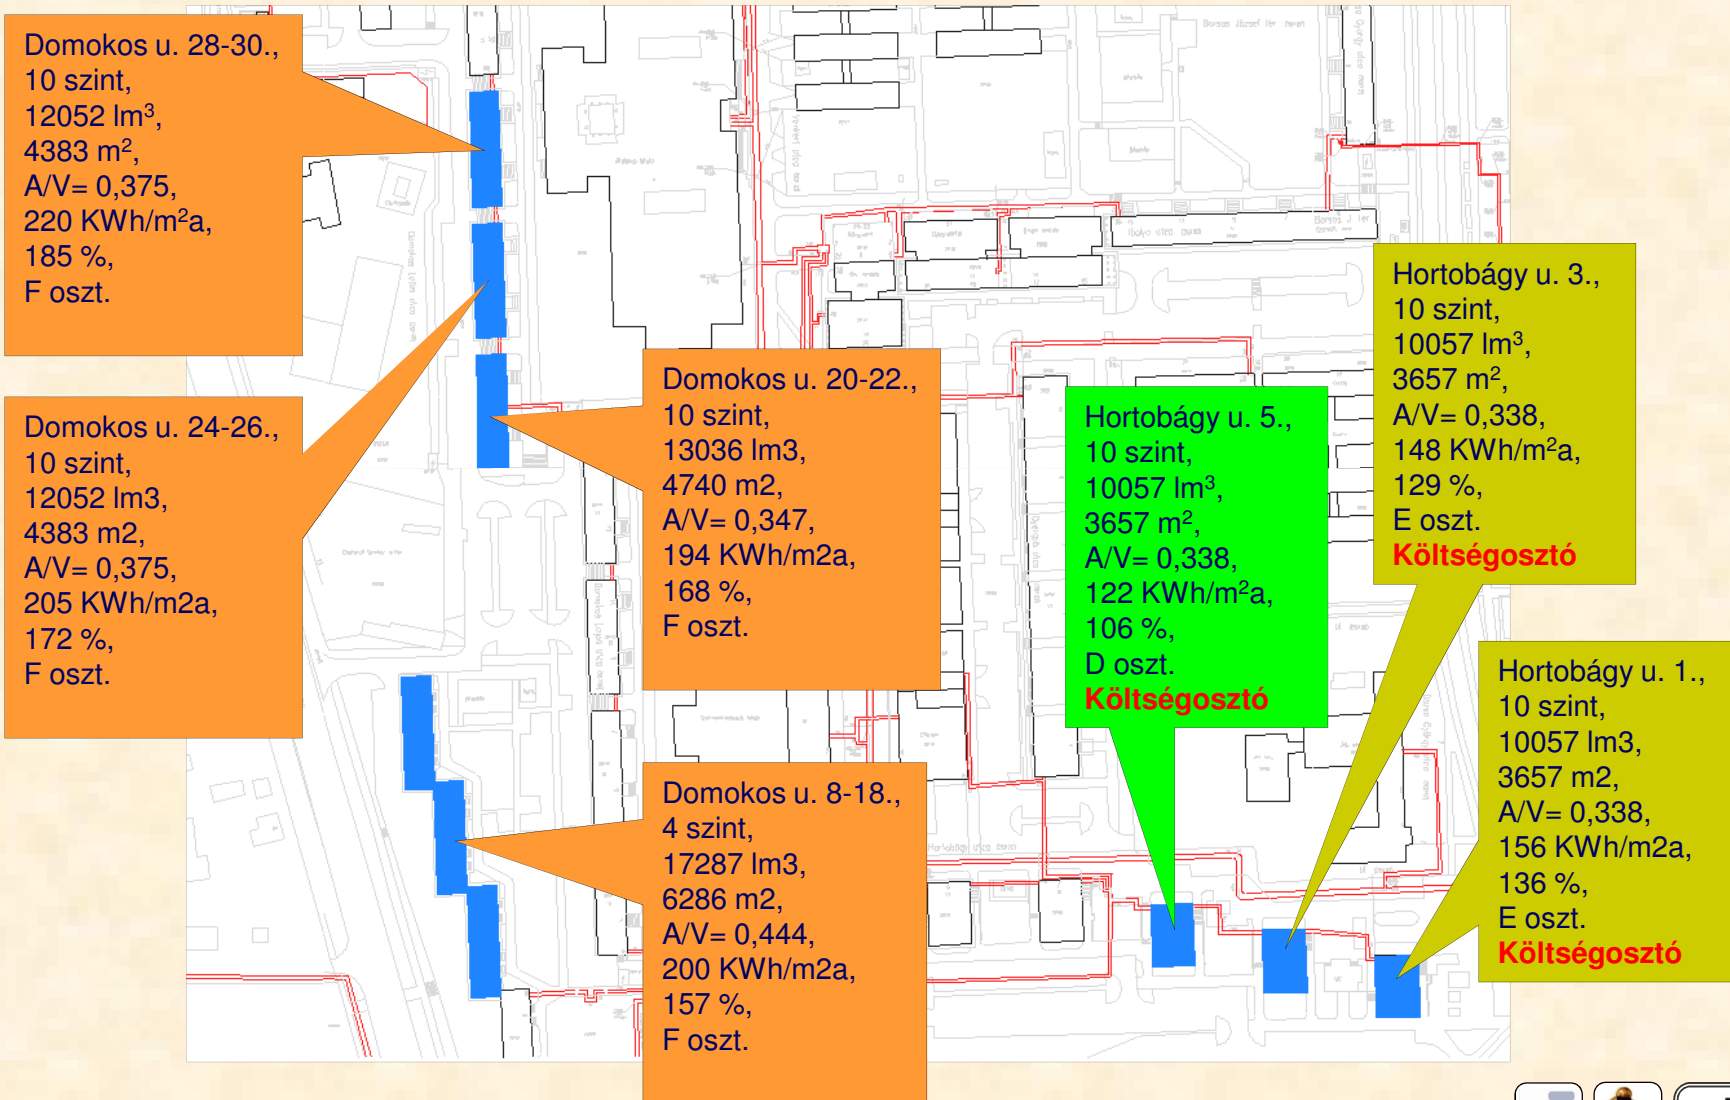 Domokos u. 28-30.,
10 szint,
12052 lm³,
4383 m²,
A/V= 0,375,
220 KWh/m²a,
185 %,
F oszt.
Domokos u. 24-26.,
10 szint,
12052 lm3,
4383 m2,
A/V= 0,375,
205 KWh/m2a,
172 %,
F oszt.
Domokos u. 20-22.,
10 szint,
13036 lm3,
4740 m2,
A/V= 0,347,
194 KWh/m2a,
168 %,
F oszt.
Domokos u. 8-18.,
4 szint,
17287 lm3,
6286 m2,
A/V= 0,444,
200 KWh/m2a,
157 %,
F oszt.
Hortobágy u. 5.,
10 szint,
10057 lm³,
3657 m²,
A/V= 0,338,
122 KWh/m²a,
106 %,
D oszt.
Költségosztó
Hortobágy u. 3.,
10 szint,
10057 lm³,
3657 m²,
A/V= 0,338,
148 KWh/m²a,
129 %,
E oszt.
Költségosztó
Hortobágy u. 1.,
10 szint,
10057 lm3,
3657 m2,
A/V= 0,338,
156 KWh/m2a,
136 %,
E oszt.
Költségosztó